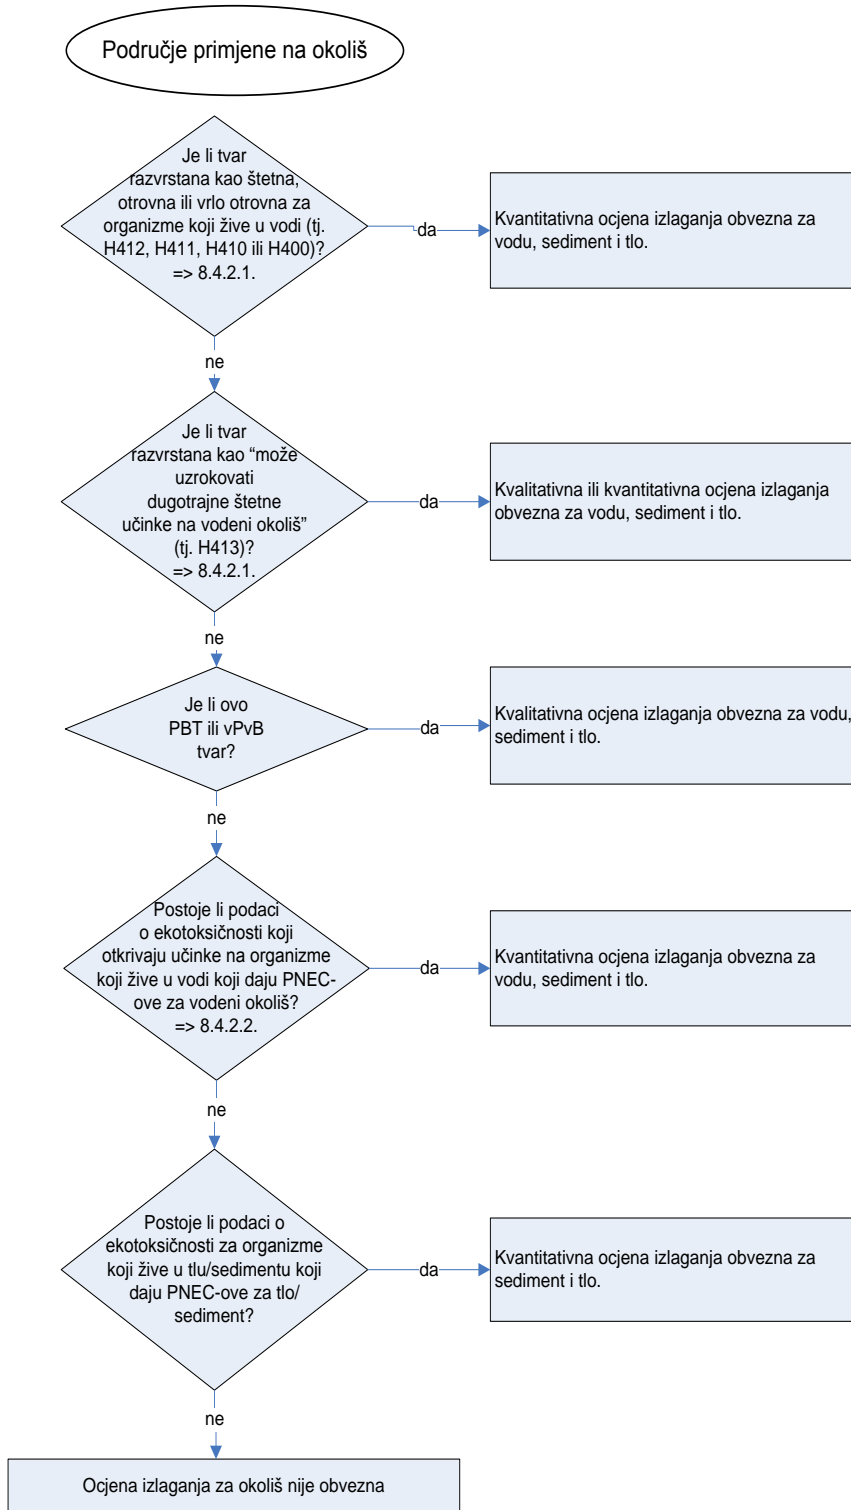 Područje primjene na okoliš
Je li tvar
razvrstana kao štetna,
otrovna ili vrlo otrovna za
organizme koji žive u vodi (tj.
H412, H411, H410 ili H400)?
=> 8.4.2.1.
da
Kvantitativna ocjena izlaganja obvezna za
vodu, sediment i tlo.
ne
Je li tvar
razvrstana kao “može
uzrokovati
dugotrajne štetne
učinke na vodeni okoliš”
(tj. H413)?
=> 8.4.2.1.
da
Kvalitativna ili kvantitativna ocjena izlaganja
obvezna za vodu, sediment i tlo.
ne
Je li ovo
PBT ili vPvB
tvar?
da
Kvalitativna ocjena izlaganja obvezna za vodu,
sediment i tlo.
ne
Postoje li podaci
o ekotoksičnosti koji
otkrivaju učinke na organizme
koji žive u vodi koji daju PNEC-
ove za vodeni okoliš?
=> 8.4.2.2.
da
Kvantitativna ocjena izlaganja obvezna za
vodu, sediment i tlo.
ne
Postoje li podaci o
ekotoksičnosti za organizme
koji žive u tlu/sedimentu koji
daju PNEC-ove za tlo/
sediment?
da
Kvantitativna ocjena izlaganja obvezna za
sediment i tlo.
ne
Ocjena izlaganja za okoliš nije obvezna